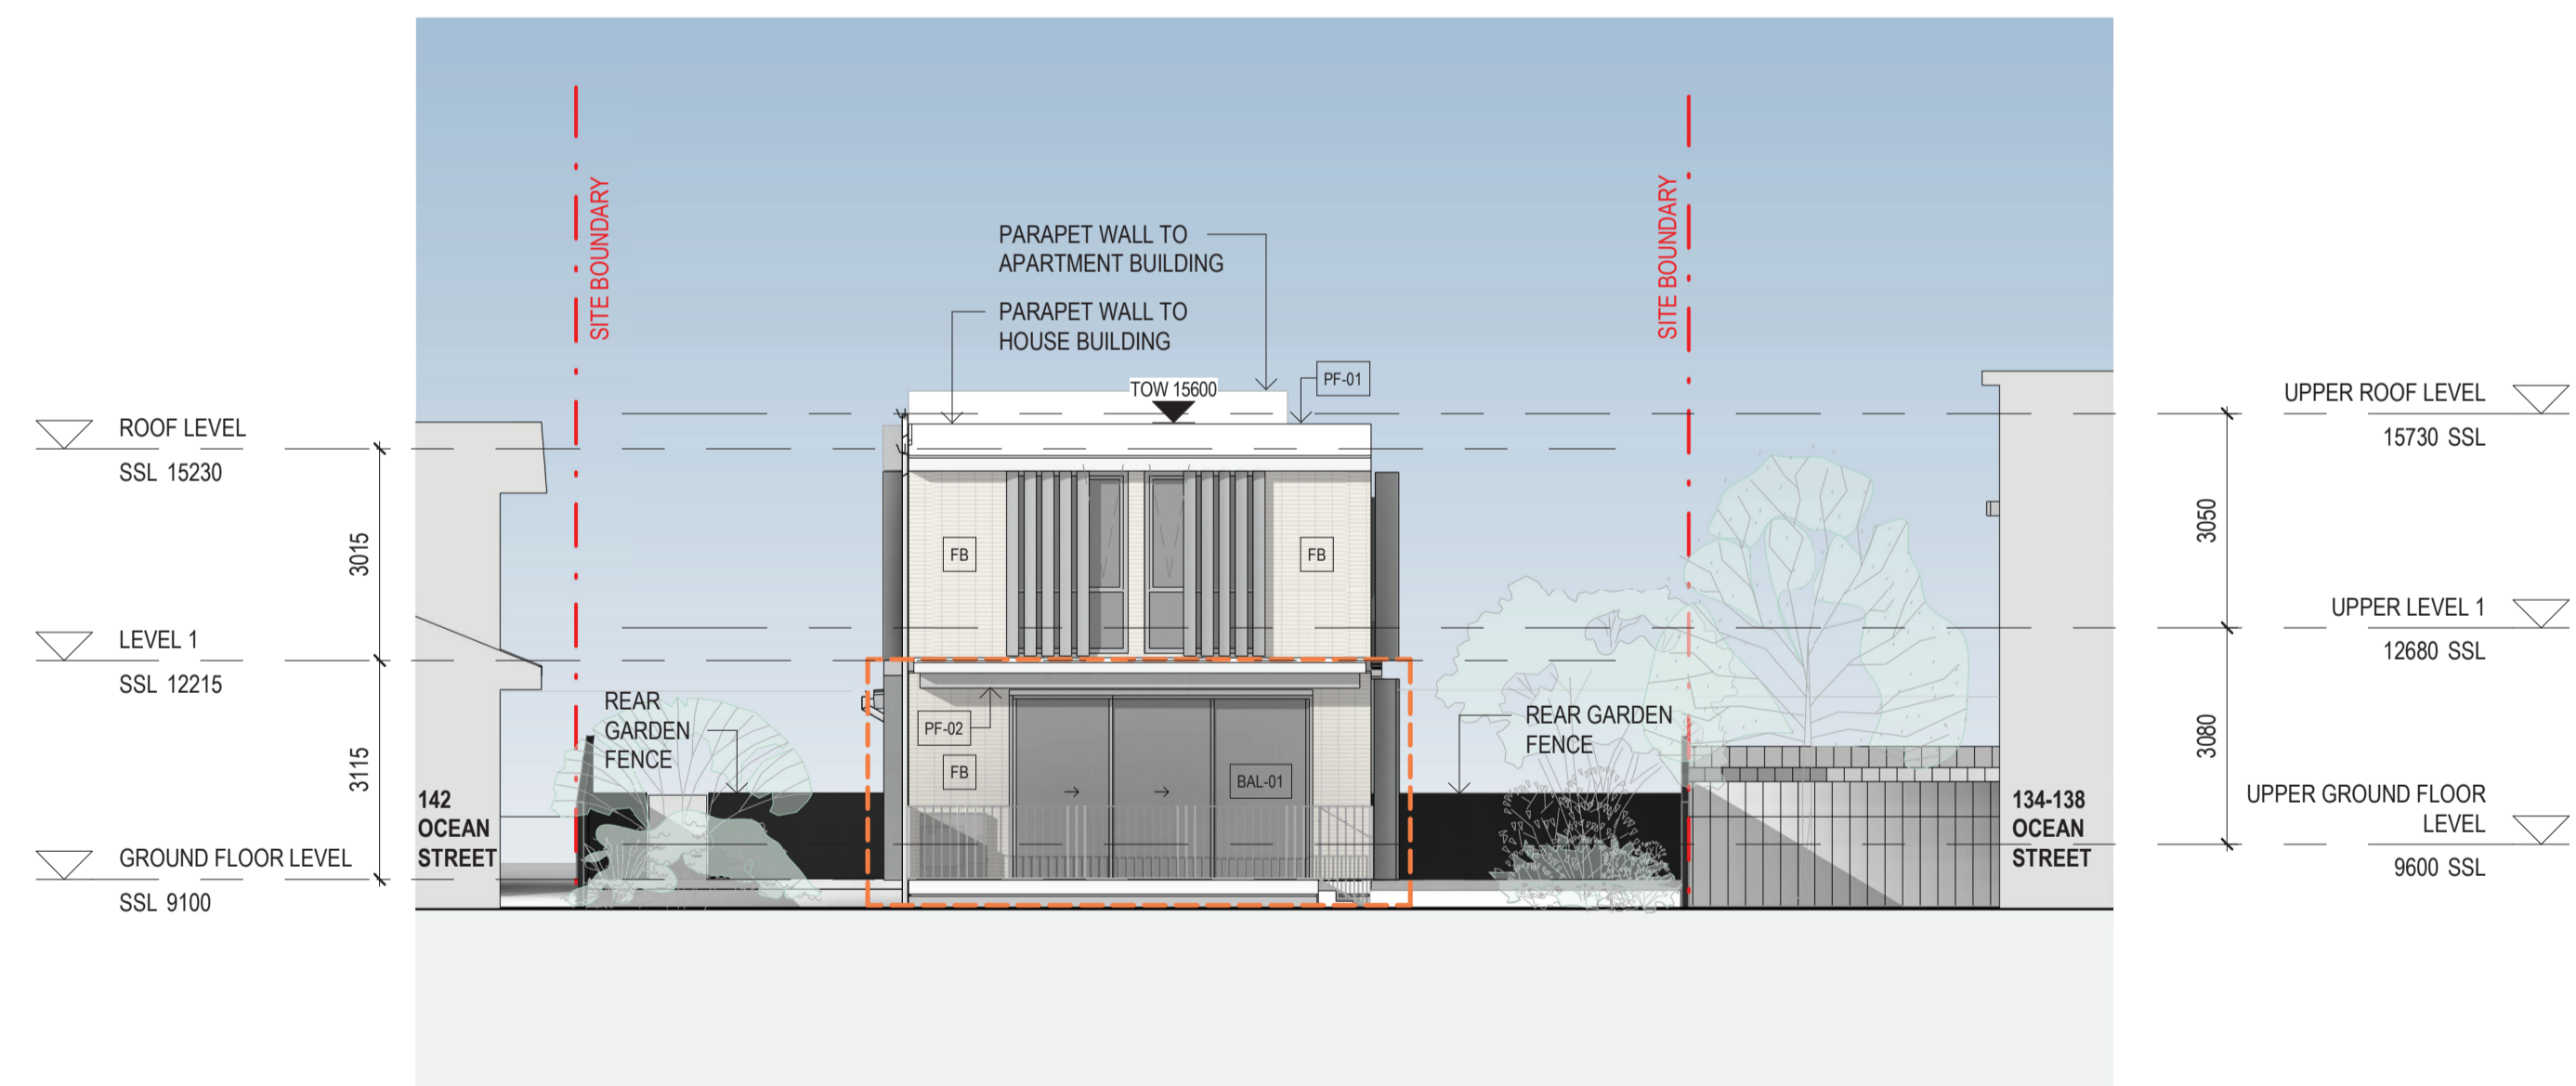 SITE BOUNDARY
SITE BOUNDARY
PARAPET WALL TO
APARTMENT BUILDING
PARAPET WALL TO
HOUSE BUILDING
TOW 15600
PF-01
ROOF LEVEL
SSL 15230
3015
LEVEL 1
SSL 12215
3115
GROUND FLOOR LEVEL
SSL 9100
142
OCEAN
STREET
REAR
GARDEN
FENCE
FB
FB
PF-02
FB
BAL-01
REAR GARDEN
FENCE
134-138
OCEAN
STREET
UPPER ROOF LEVEL
15730 SSL
3050
UPPER LEVEL 1
12680 SSL
3080
UPPER GROUND FLOOR
LEVEL
9600 SSL